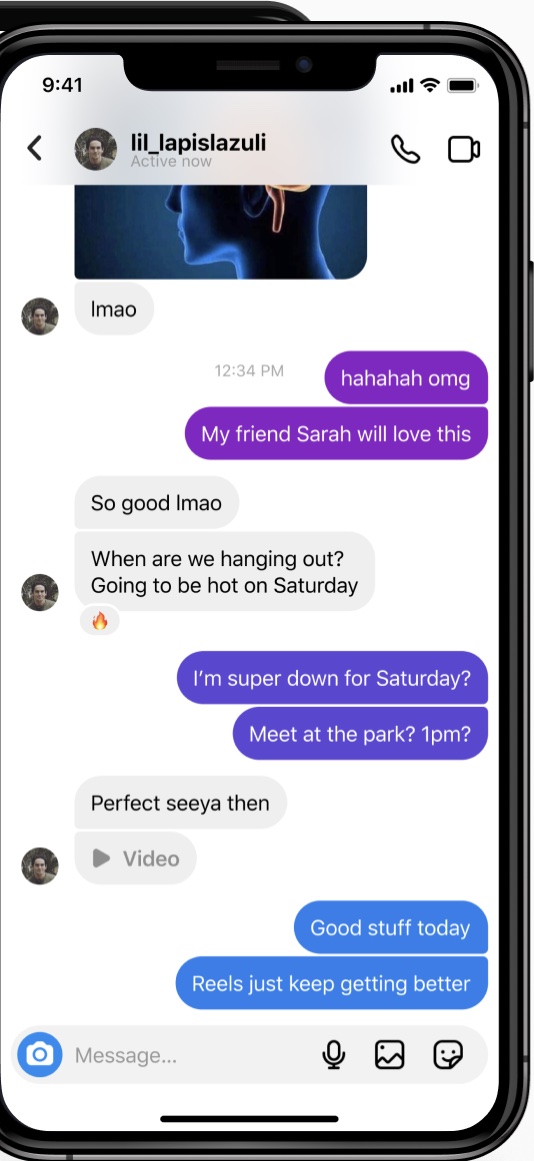 9:41
lil_lapislazuli
Active now
lmao
12:34 PM
hahahah omg
My friend Sarah will love this
So good lmao
When are we hanging out?
Going to be hot on Saturday
I’m super down for Saturday?
Meet at the park? 1pm?
Perfect seeya then
Video
Good stuff today
Reels just keep getting better
Message...